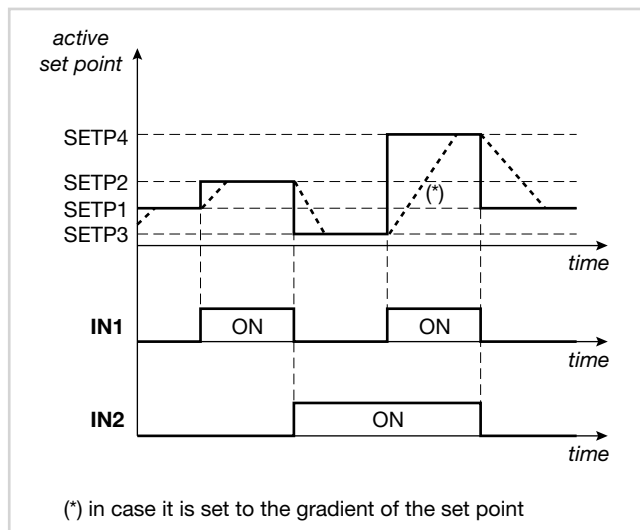 active
set point
SETP4
SETP2
(*)
SETP1
SETP3
time
IN1
ON
ON
time
IN2
ON
time
(*) in case it is set to the gradient of the set point